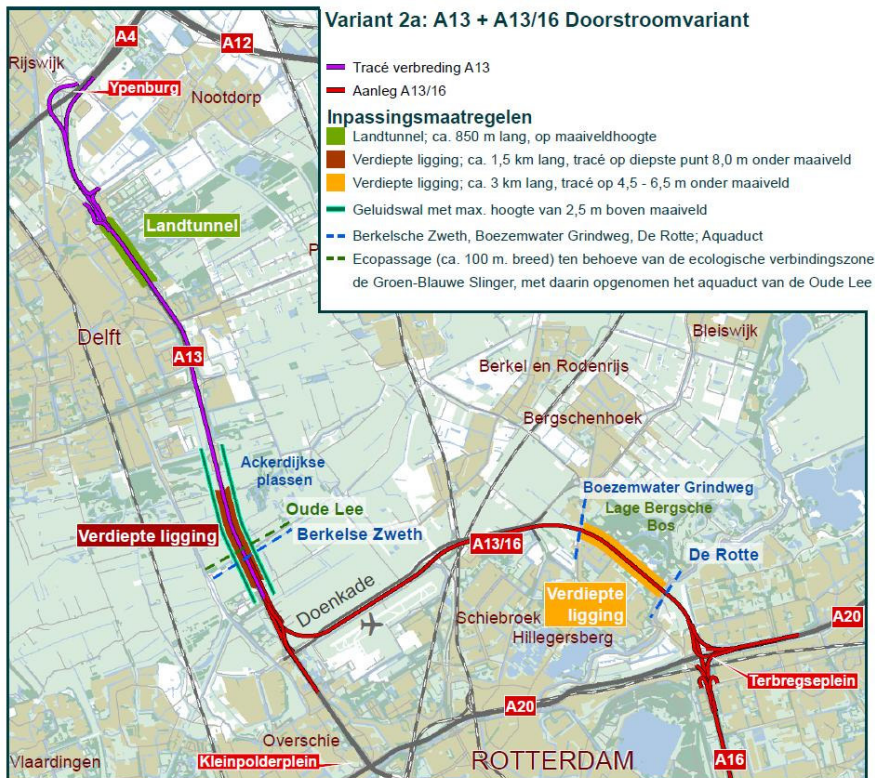 Variant 2a: A13 + A13/16 Doorstroomvariant
Tracé verbreding A13
Aanleg A13/16
Inpassingsmaatregelen
Landtunnel; ca. 850 m lang, op maaiveldhoogte
Verdiepte ligging; ca. 1,5 km lang, tracé op diepste punt 8,0 m onder maaiveld
Verdiepte ligging; ca. 3 km lang, tracé op 4,5 - 6,5 m onder maaiveld
Geluidswal met max. hoogte van 2,5 m boven maaiveld
Berkelsche Zweth, Boezemwater Grindweg, De Rotte; Aquaduct
Ecopassage (ca. 100 m. breed) ten behoeve van de ecologische verbindingszone
de Groen-Blauwe Slinger, met daarin opgenomen het aquaduct van de Oude Lee
A4
A12
Rijswijk
Ypenburg
Nootdorp
Landtunnel
P
Delft
A13
Bleiswijk
Berkel en Rodenrijs
Bergschenhoek
Ackerdijkse
plassen
Boezemwater Grindweg
Oude Lee
Lage Bergsche
Bos
Verdiepte ligging
Berkelse Zweth
A13/16
De Rotte
Doenkade
Verdiepte
ligging
Schiebroek
Hillegersberg
A20
Terbregseplein
A20
Overschie
Vlaardingen
Kleinpolderplein
ROTTERDAM
A16